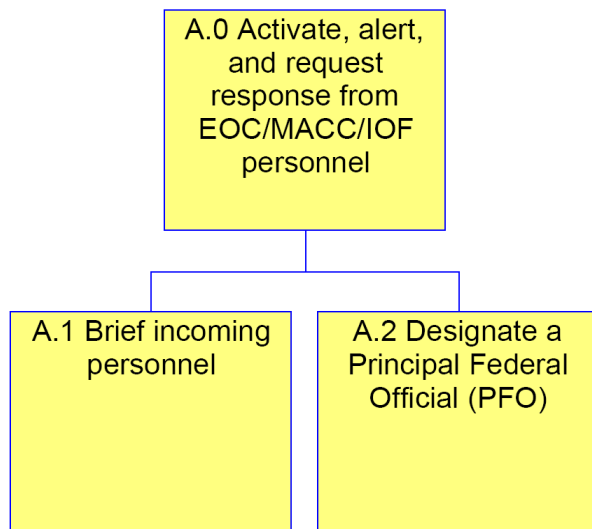 A.0 Activate, alert,
and request
response from
EOC/MACC/IOF
personnel
A.1 Brief incoming
personnel
A.2 Designate a
Principal Federal
Official (PFO)